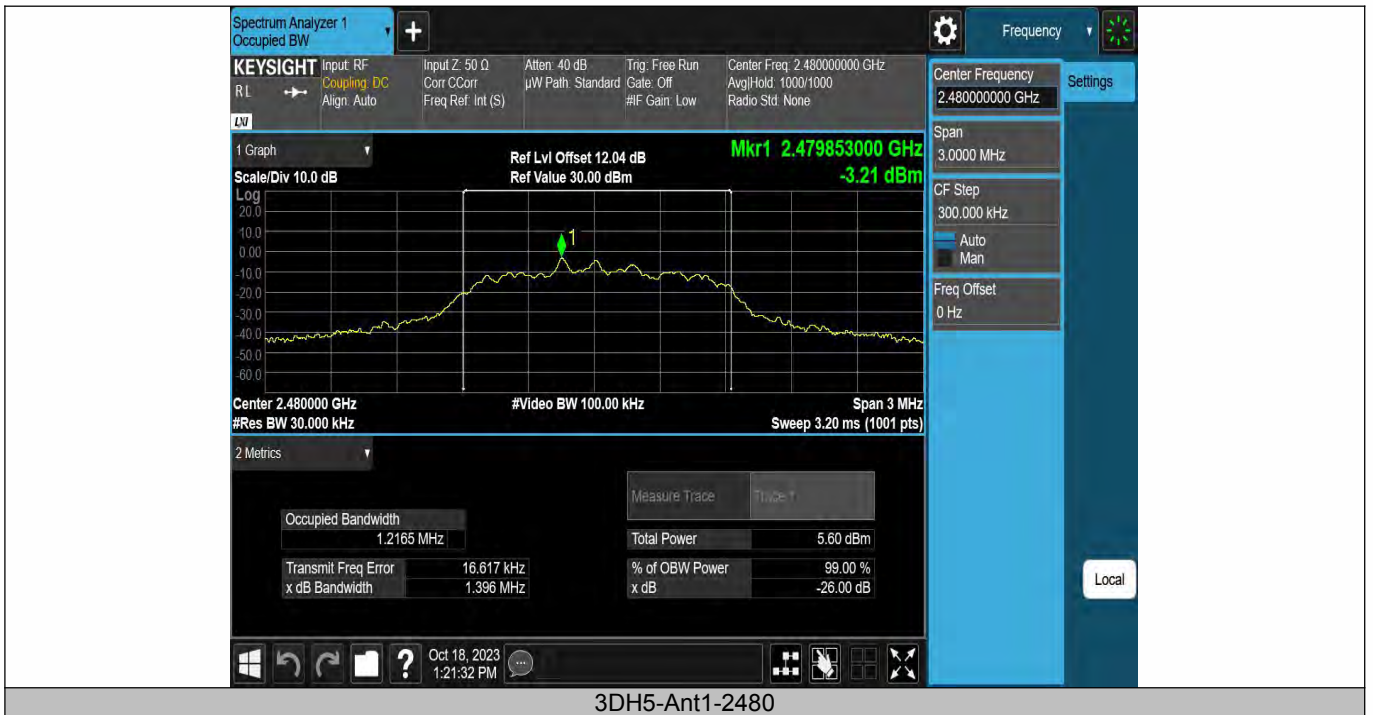 Spectrum Analyzer 1
Occupied BW
+
Frequency
KEYSIGHT
Input: RF
Input Z: 50 Ω
Atten: 40 dB
Trig: Free Run
Center Freq: 2.480000000 GHz
RL
Coupling: DC
Corr CCorr
µW Path: Standard
Gate: Off
Avg|Hold: 1000/1000
Align: Auto
Freq Ref: Int (S)
#IF Gain: Low
Radio Std: None
LXI
Center Frequency
2.480000000 GHz
Settings
Span
3.0000 MHz
CF Step
300.000 kHz
Auto
Man
Freq Offset
0 Hz
Local
1 Graph
Ref Lvl Offset 12.04 dB
Mkr1 2.479853000 GHz
Scale/Div 10.0 dB
Ref Value 30.00 dBm
-3.21 dBm
Log
20.0
10.0
0.00
-10.0
-20.0
-30.0
-40.0
-50.0
-60.0
1
Center 2.480000 GHz
#Video BW 100.00 kHz
Span 3 MHz
#Res BW 30.000 kHz
Sweep 3.20 ms (1001 pts)
2 Metrics
Measure Trace
Trace 1
Occupied Bandwidth
1.2165 MHz
Total Power
5.60 dBm
Transmit Freq Error
16.617 kHz
% of OBW Power
99.00 %
x dB Bandwidth
1.396 MHz
x dB
-26.00 dB
?
Oct 18, 2023
1:21:32 PM
3DH5-Ant1-2480